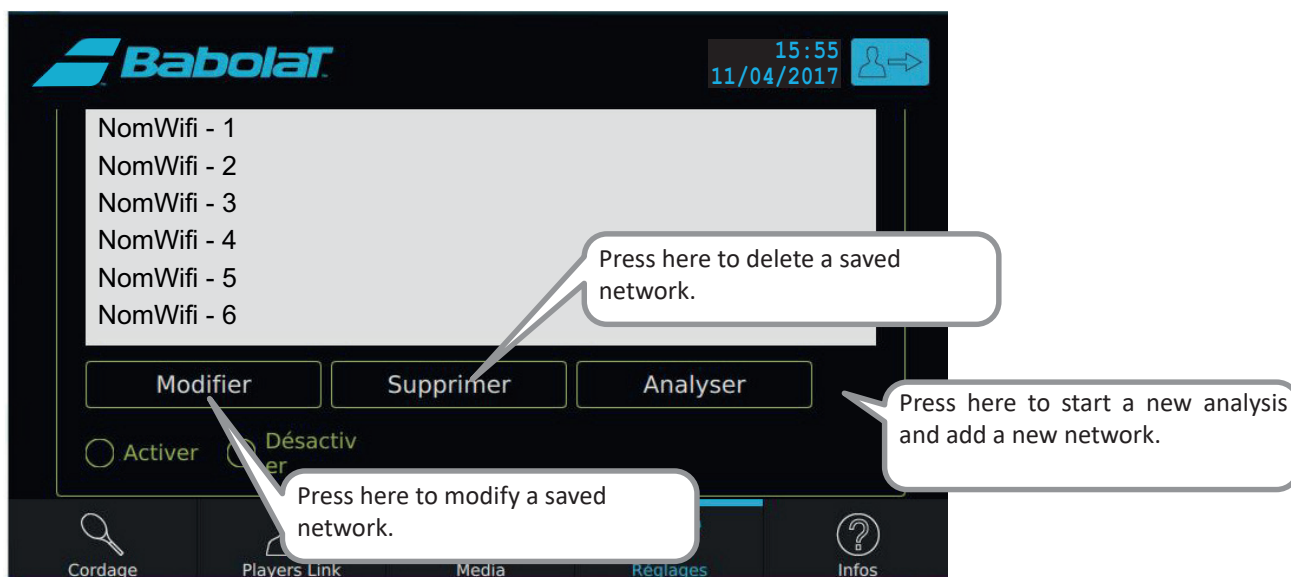 BabolaT
15:55
11/04/2017
NomWifi - 1
NomWifi - 2
NomWifi - 3
NomWifi - 4
NomWifi - 5
NomWifi - 6
Press here to delete a saved
network.
Modifier
Supprimer
Analyser
Press here to start a new analysis
and add a new network.
Activer
Désactiv
er
Press here to modify a saved
network.
Cordage
Players Link
Media
Réglages
Infos